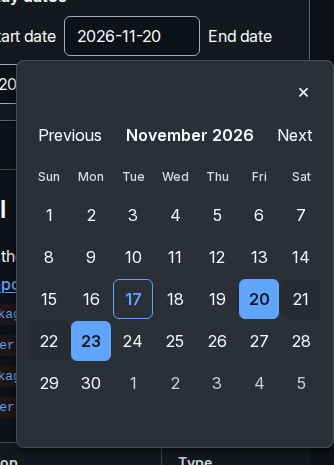 art date 2026-11-20 End date
20
×
Previous November 2026 Next
Sun Mon Tue Wed Thu Fri Sat
1 2 3 4 5 6 7
8 9 10 11 12 13 14
15 16 17 18 19 20 21
22 23 24 25 26 27 28
29 30 1 2 3 4 5
Type